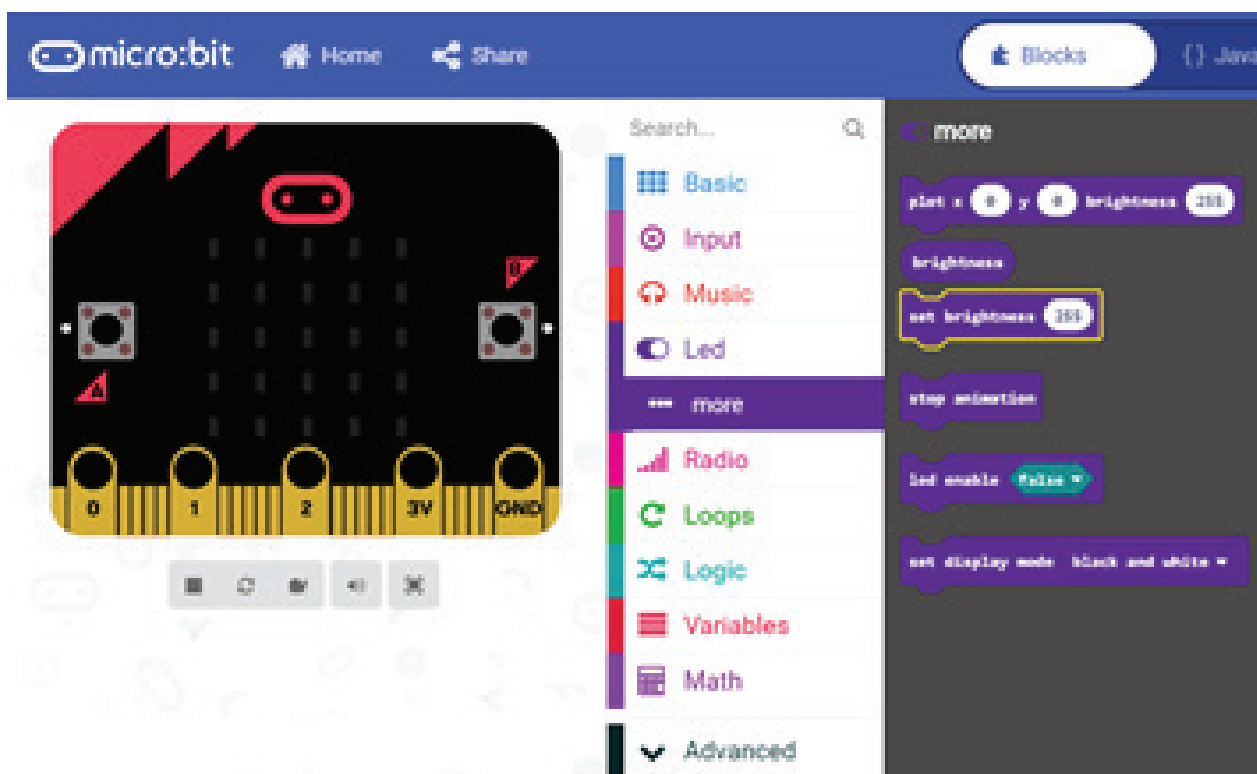 micro:bit Home Share Blocks {} Java
Search...
Basic
Input
Music
Led
more
Radio
Loops
Logic
Variables
Math
Advanced
B
A
0 1 2 3V GND
more
plot x 0 y 0 brightness 255
brightness
set brightness 255
stop animation
led enable false
set display mode black and white